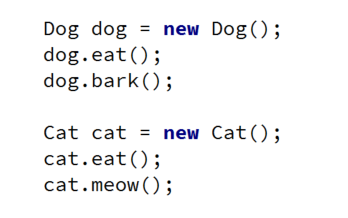 Dog dog = new Dog();
dog.eat();
dog.bark();
Cat cat = new Cat();
cat.eat();
cat.meow();